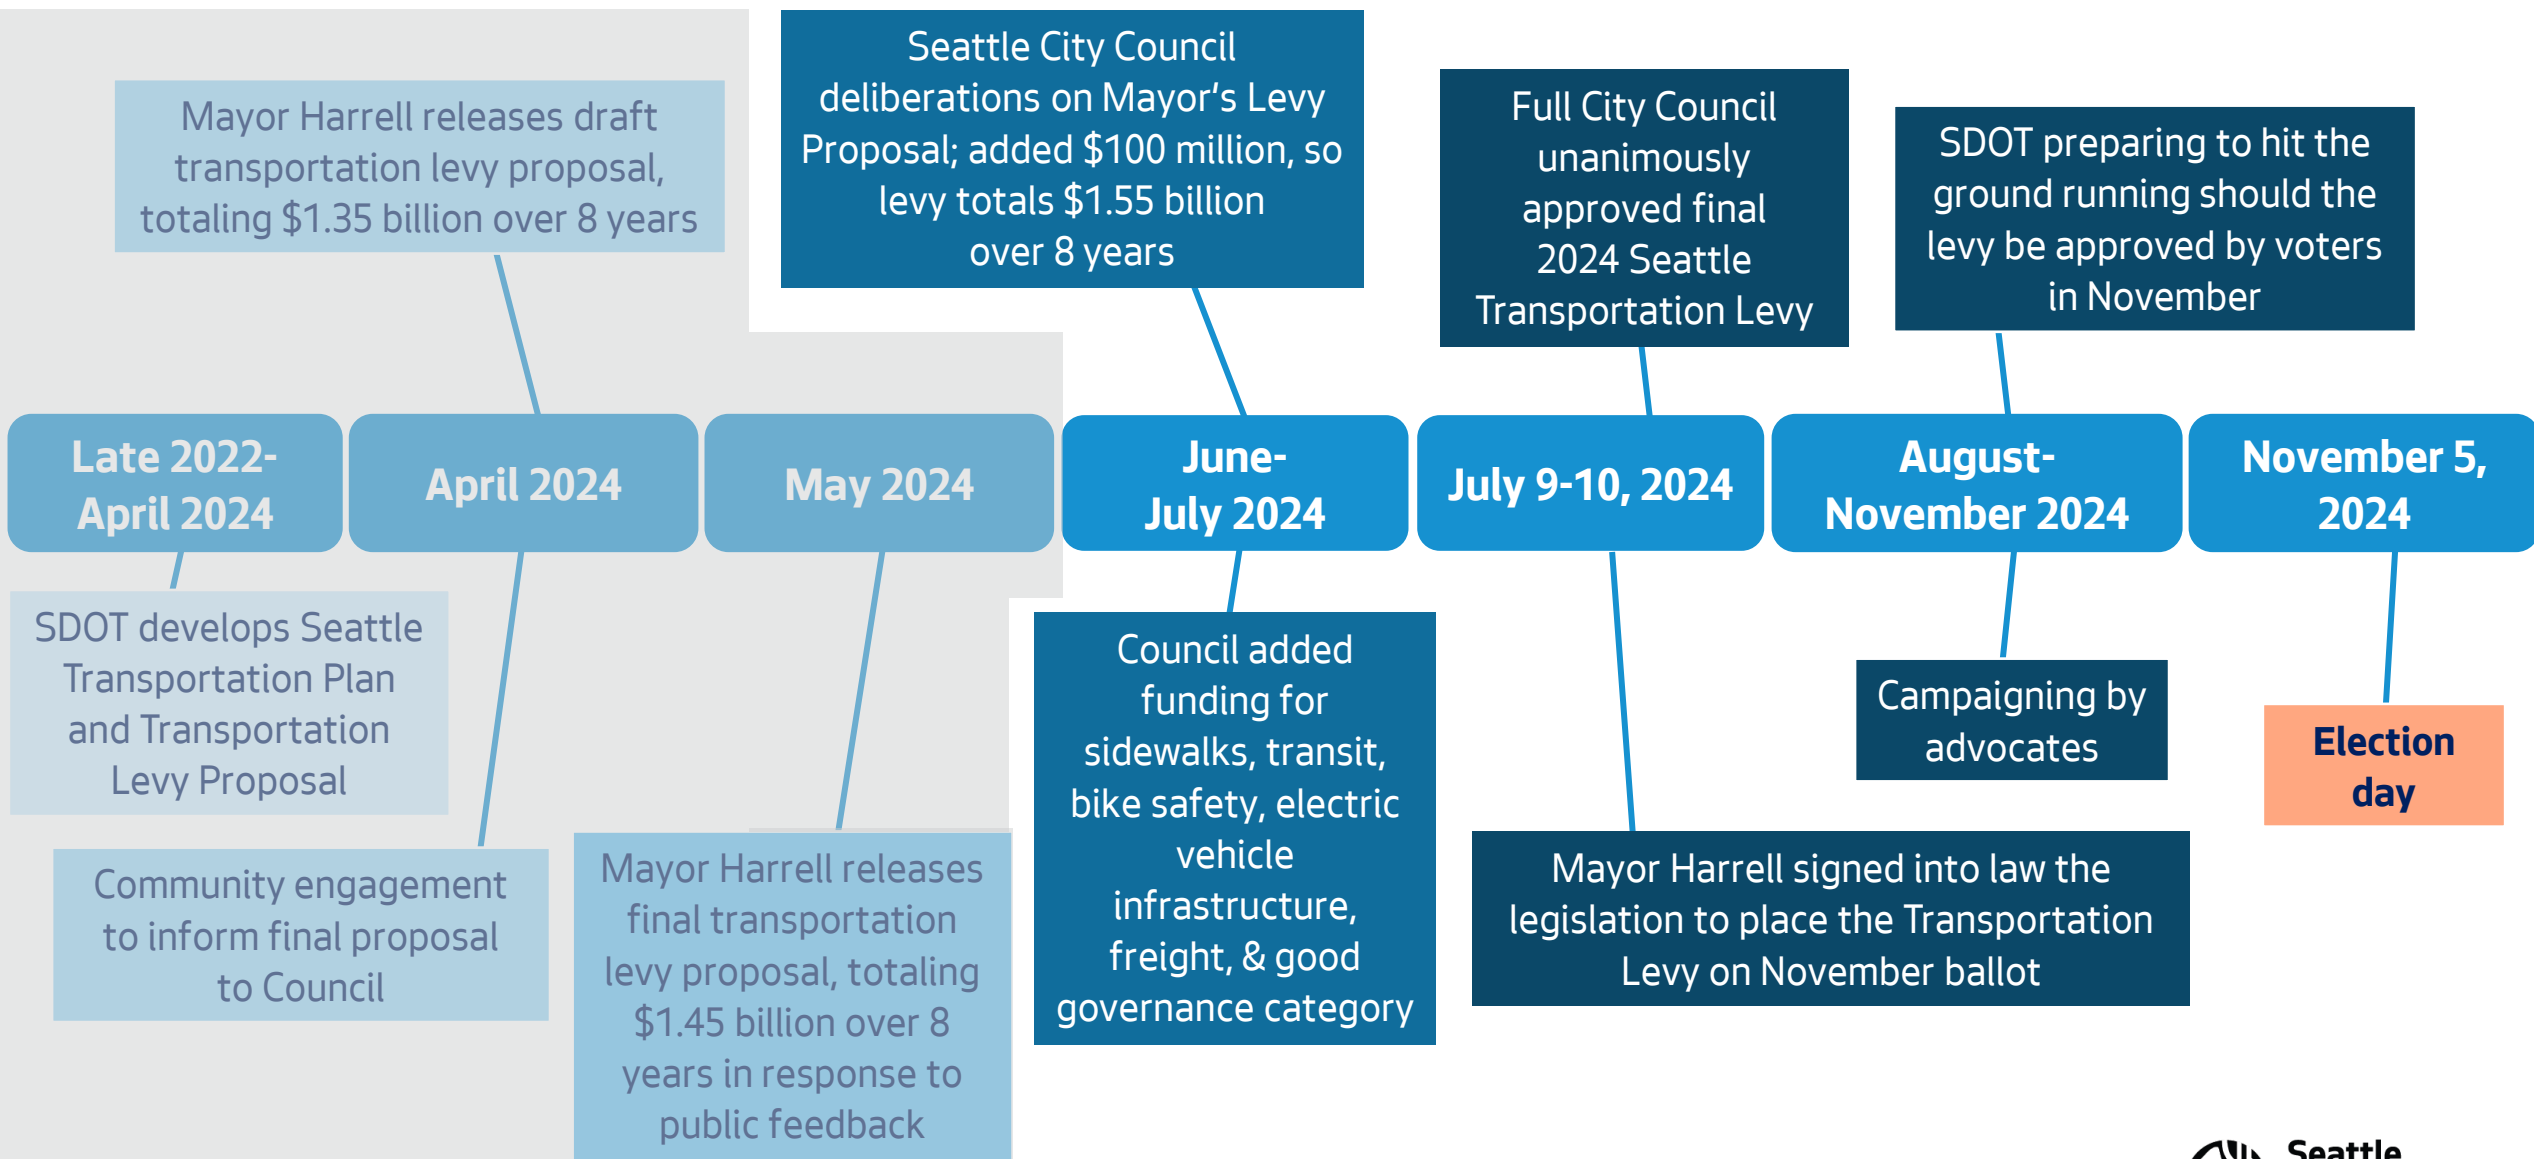 Mayor Harrell releases draft
transportation levy proposal,
totaling $1.35 billion over 8 years
Seattle City Council
deliberations on Mayor's Levy
Proposal; added $100 million, so
levy totals $1.55 billion
over 8 years
Full City Council
unanimously
approved final
2024 Seattle
Transportation Levy
SDOT preparing to hit the
ground running should the
levy be approved by voters
in November
Late 2022-
April 2024
April 2024
May 2024
June-
July 2024
July 9-10, 2024
August-
November 2024
November 5,
2024
SDOT develops Seattle
Transportation Plan
and Transportation
Levy Proposal
Community engagement
to inform final proposal
to Council
Mayor Harrell releases
final transportation
levy proposal, totaling
$1.45 billion over 8
years in response to
public feedback
Council added
funding for
sidewalks, transit,
bike safety, electric
vehicle
infrastructure,
freight, & good
governance category
Mayor Harrell signed into law the
legislation to place the Transportation
Levy on November ballot
Campaigning by
advocates
Election
day
Seattle